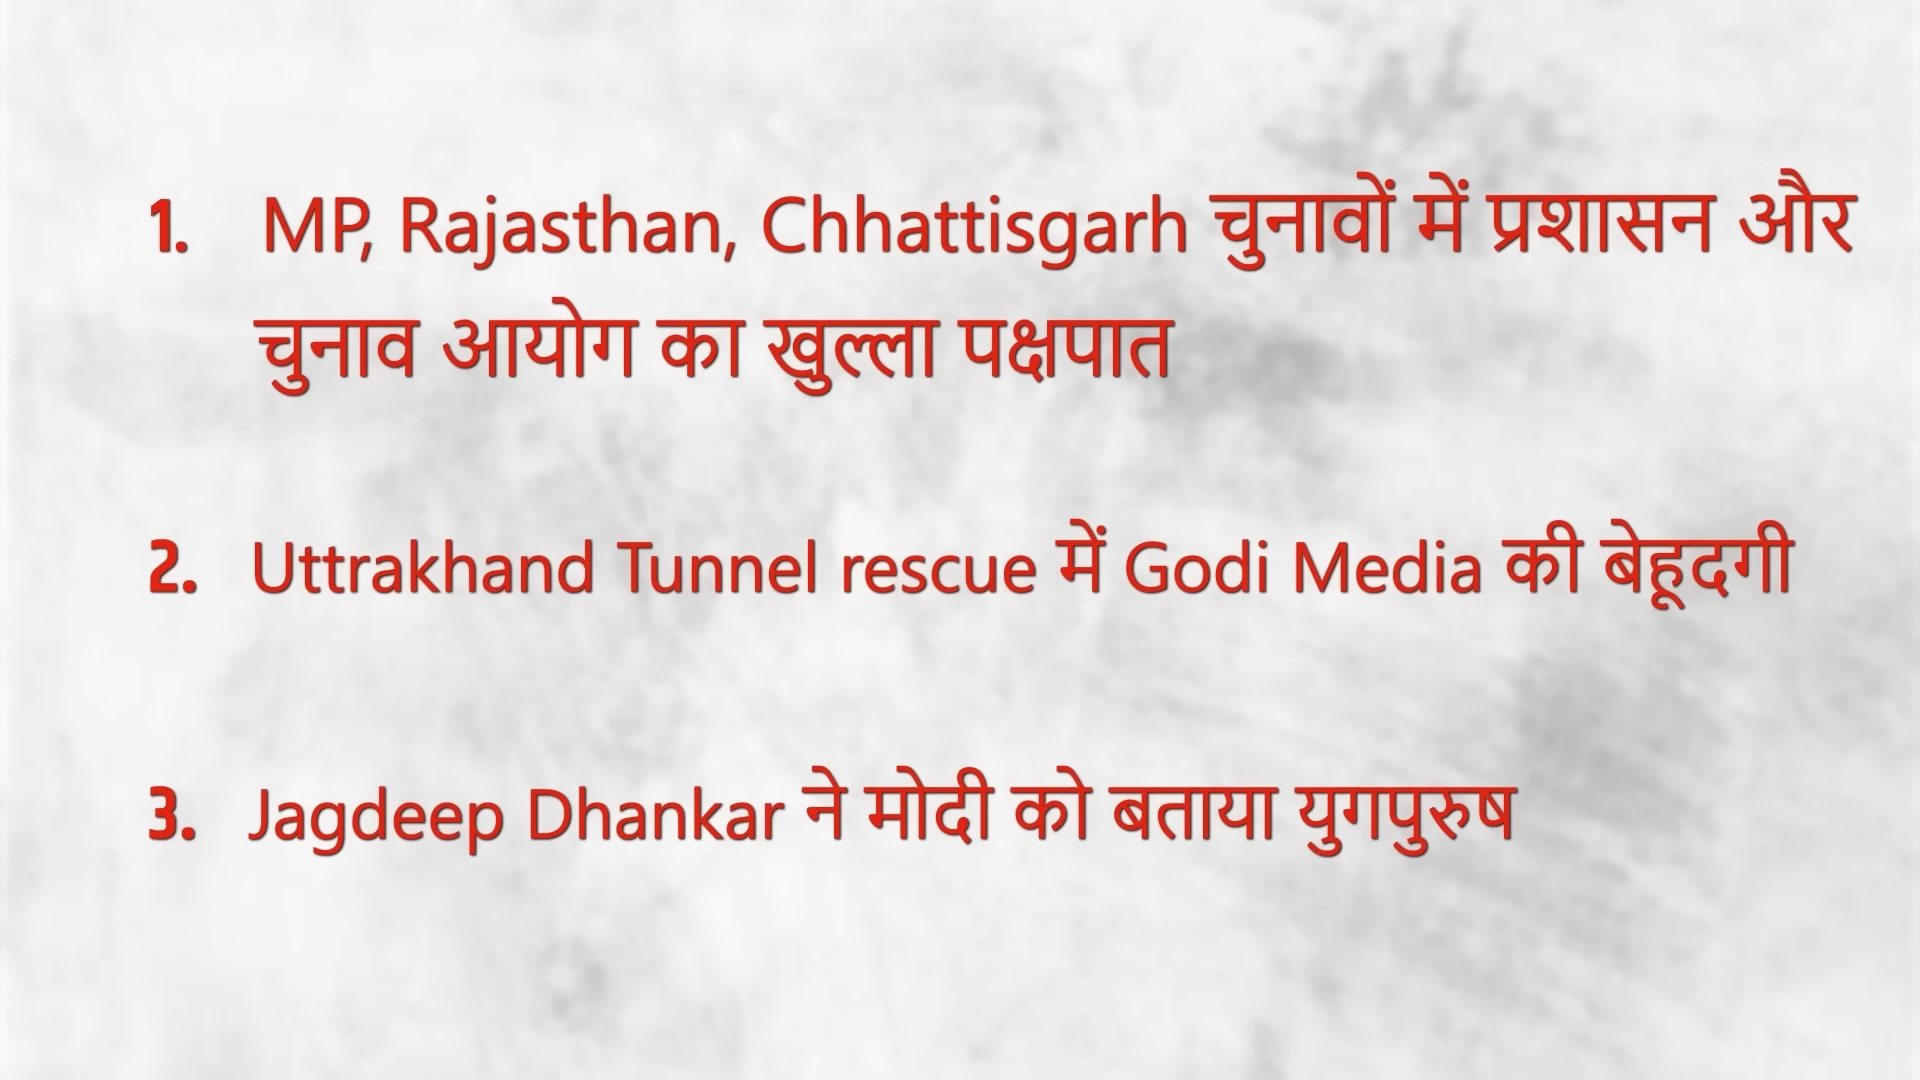 1. MP, Rajasthan, Chhattisgarh चुनावों में प्रशासन और
चुनाव आयोग का खुल्ला पक्षपात
2. Uttrakhand Tunnel rescue में Godi Media की बेहूदगी
3. Jagdeep Dhankar ने मोदी को बताया युगपुरुष